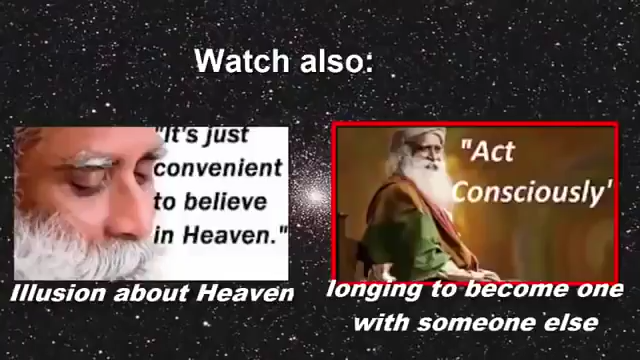 Watch also:
"It's just
convenient
to believe
in Heaven."
Illusion about Heaven
"Act
Consciously'
longing to become one
with someone else